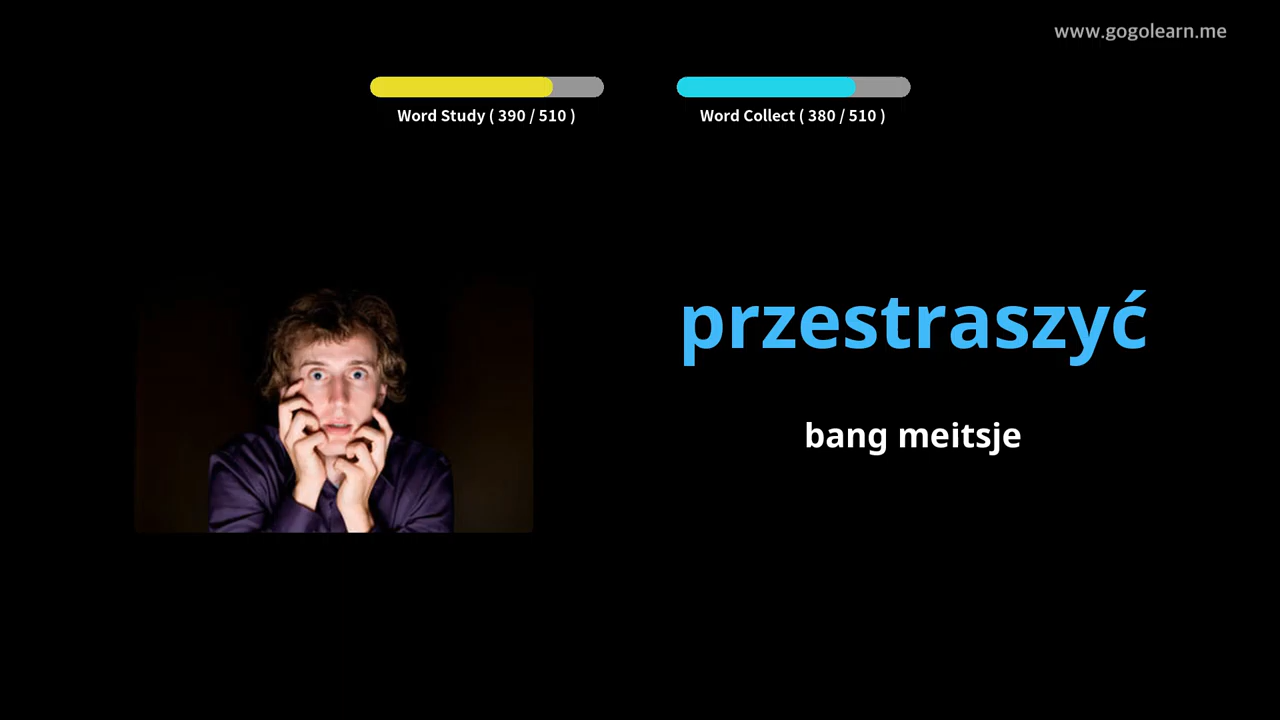 www.gogolearn.me
Word Study ( 390 / 510 )
Word Collect ( 380 / 510 )
przestraszyć
bang meitsje